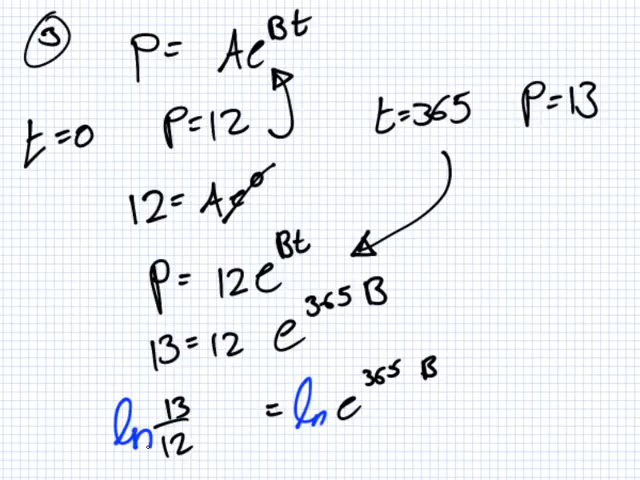 ③ P = Ae^{Bt}
t=0 P=12 t=365 P=13
12 = Ae^0
P = 12e^{Bt}
13 = 12 e^{365 B}
ln 13/12 = ln e^{365 B}